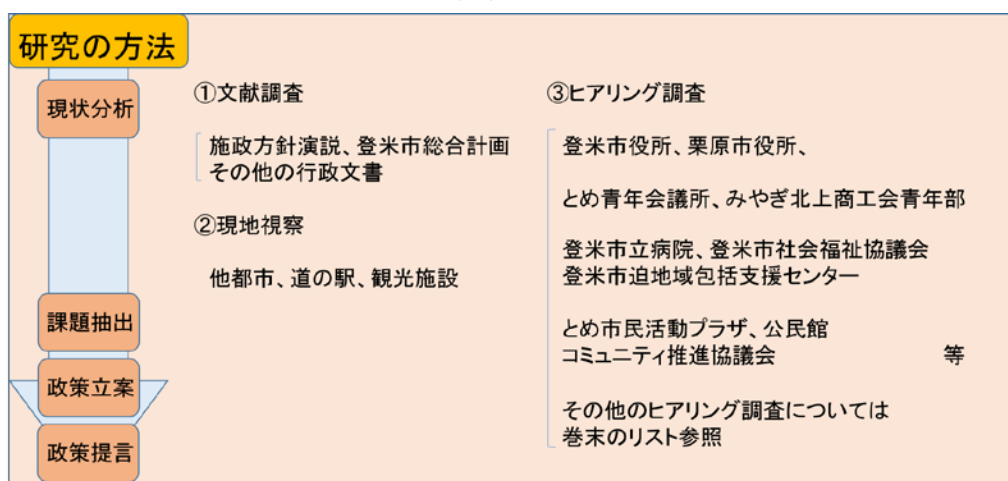 研究の方法
現状分析
課題抽出
政策立案
政策提言
①文献調査
施政方針演説、登米市総合計画
その他の行政文書
②現地視察
他都市、道の駅、観光施設
③ヒアリング調査
登米市役所、栗原市役所、
とめ青年会議所、みやぎ北上商工会青年部
登米市立病院、登米市社会福祉協議会
登米市迫地域包括支援センター
とめ市民活動プラザ、公民館
コミュニティ推進協議会 等
その他のヒアリング調査については
巻末のリスト参照